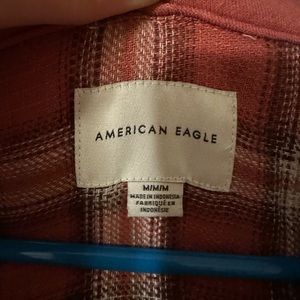 AMERICAN EAGLE
M/M/M
MADE IN INDONESIA
FABRIQUÉ EN
INDONÉSIE